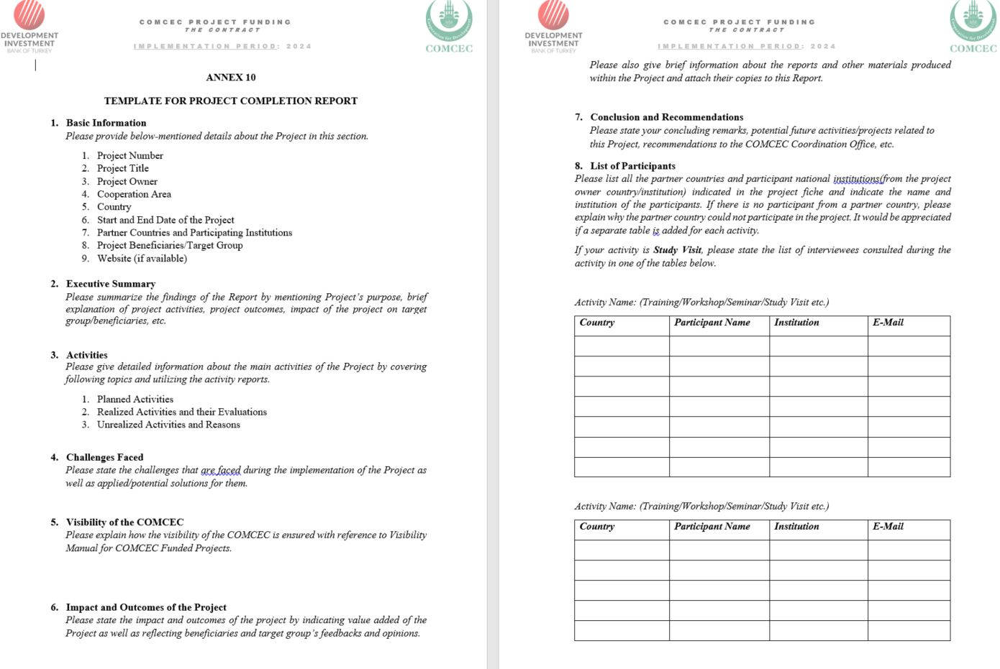 DEVELOPMENT
INVESTMENT
BANK OF TURKEY
COMCEC PROJECT FUNDING
THE CONTRACT
IMPLEMENTATION PERIOD: 2024
COMCEC
ANNEX 10
TEMPLATE FOR PROJECT COMPLETION REPORT
1. Basic Information
Please provide below-mentioned details about the Project in this section.
1. Project Number
2. Project Title
3. Project Owner
4. Cooperation Area
5. Country
6. Start and End Date of the Project
7. Partner Countries and Participating Institutions
8. Project Beneficiaries/Target Group
9. Website (if available)
2. Executive Summary
Please summarize the findings of the Report by mentioning Project's purpose, brief
explanation of project activities, project outcomes, impact of the project on target
group/beneficiaries, etc.
3. Activities
Please give detailed information about the main activities of the Project by covering
following topics and utilizing the activity reports.
1. Planned Activities
2. Realized Activities and their Evaluations
3. Unrealized Activities and Reasons
4. Challenges Faced
Please state the challenges that are faced during the implementation of the Project as
well as applied/potential solutions for them.
5. Visibility of the COMCEC
Please explain how the visibility of the COMCEC is ensured with reference to Visibility
Manual for COMCEC Funded Projects.
6. Impact and Outcomes of the Project
Please state the impact and outcomes of the project by indicating value added of the
Project as well as reflecting beneficiaries and target group's feedbacks and opinions.
DEVELOPMENT
INVESTMENT
BANK OF TURKEY
COMCEC PROJECT FUNDING
THE CONTRACT
IMPLEMENTATION PERIOD: 2024
COMCEC
Please also give brief information about the reports and other materials produced
within the Project and attach their copies to this Report.
7. Conclusion and Recommendations
Please state your concluding remarks, potential future activities/projects related to
this Project, recommendations to the COMCEC Coordination Office, etc.
8. List of Participants
Please list all the partner countries and participant national institutions(from the project
owner country/institution) indicated in the project fiche and indicate the name and
institution of the participants. If there is no participant from a partner country, please
explain why the partner country could not participate in the project. It would be appreciated
if a separate table is added for each activity.
If your activity is Study Visit, please state the list of interviewees consulted during the
activity in one of the tables below.
Activity Name: (Training/Workshop/Seminar/Study Visit etc.)
Country Participant Name Institution E-Mail
Activity Name: (Training/Workshop/Seminar/Study Visit etc.)
Country Participant Name Institution E-Mail